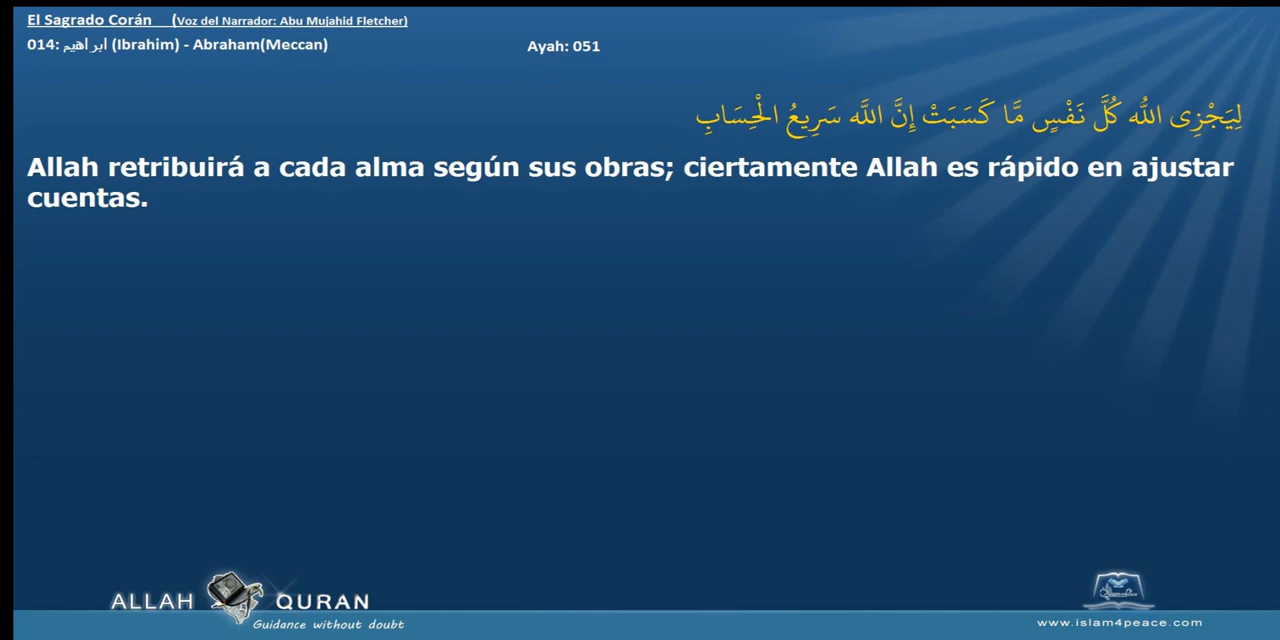 El Sagrado Corán (Voz del Narrador: Abu Mujahid Fletcher)
014: ابراهيم (Ibrahim) - Abraham(Meccan) Ayah: 051
لِيَجْزِى اللهُ كُلَّ نَفْسٍ مَّا كَسَبَتْ إِنَّ اللَّه سَرِيعُ الْحِسَابِ
Allah retribuirá a cada alma según sus obras; ciertamente Allah es rápido en ajustar
cuentas.
ALLAH QURAN
Guidance without doubt
www.islam4peace.com